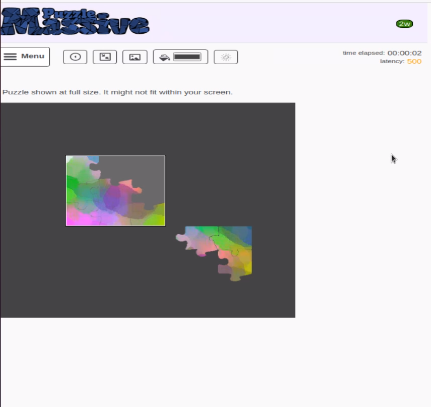 Puzzle
Massive
2w
Menu
time elapsed: 00:00:02
latency: 500
Puzzle shown at full size. It might not fit within your screen.